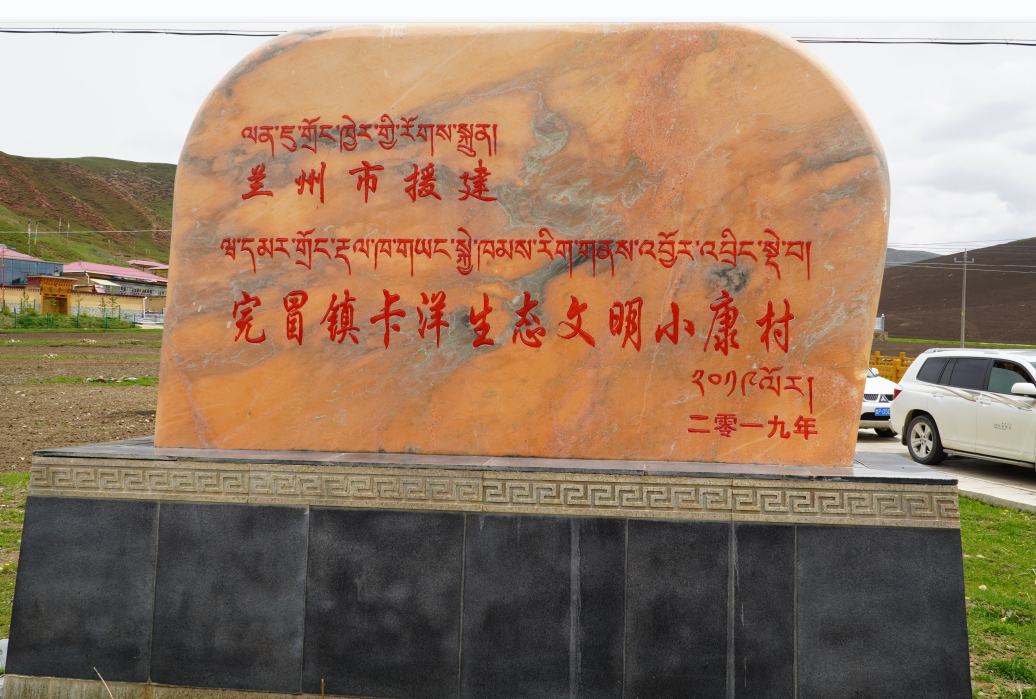 ལན་ཇུ་གྲོང་ཁྱེར་གྱི་རོགས་སྐྲུན།
兰州市援建
ཝ་དམར་གྲོང་རྡལ་ཁ་གཡང་སྐྱེ་ཁམས་རིག་གནས་འབྱོར་འབྲིང་སྡེ་བ།
完冒镇卡洋生态文明小康村
༢༠༡༩ལོར།
二零一九年